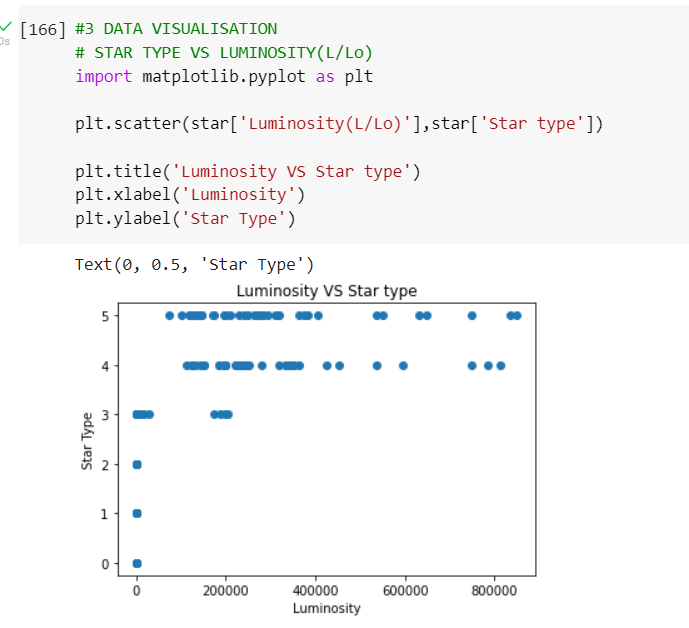 [166] #3 DATA VISUALISATION
# STAR TYPE VS LUMINOSITY(L/Lo)
import matplotlib.pyplot as plt
plt.scatter(star['Luminosity(L/Lo)'],star['Star type'])
plt.title('Luminosity VS Star type')
plt.xlabel('Luminosity')
plt.ylabel('Star Type')
Text(0, 0.5, 'Star Type')
Luminosity VS Star type
5
4
3
2
1
0
Star Type
0 200000 400000 600000 800000
Luminosity